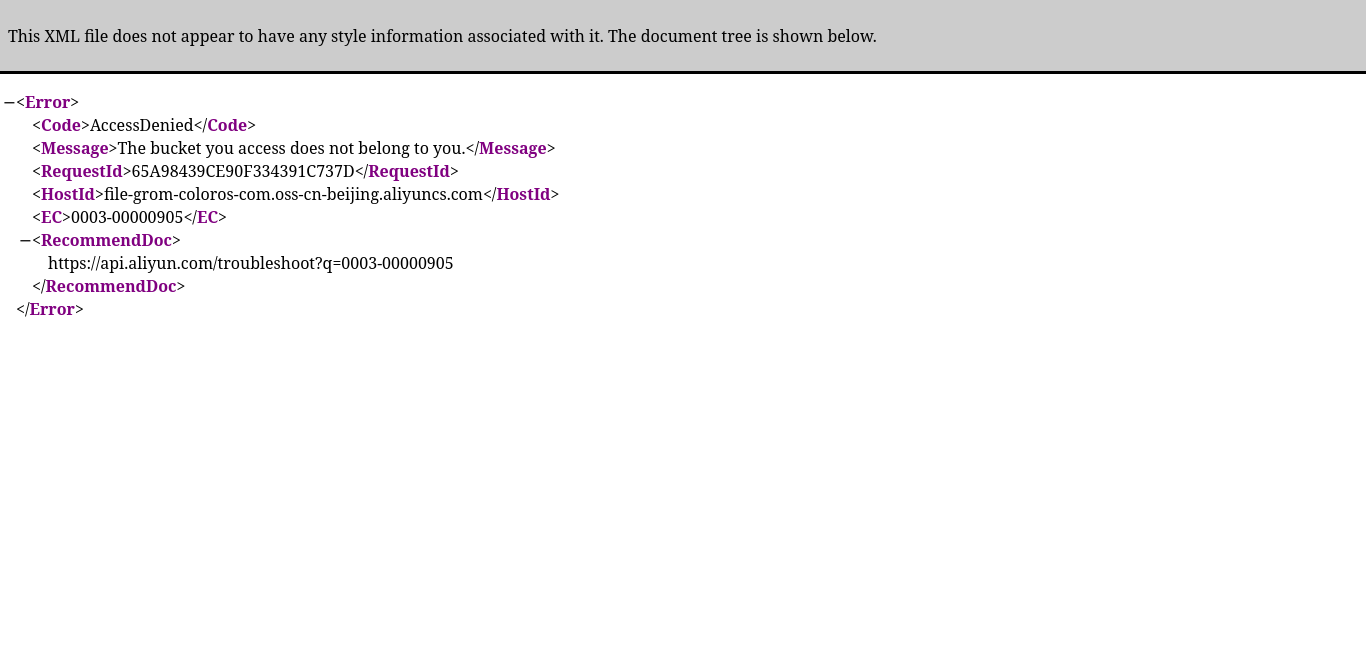 This XML file does not appear to have any style information associated with it. The document tree is shown below.
−<Error>
<Code>AccessDenied</Code>
<Message>The bucket you access does not belong to you.</Message>
<RequestId>65A98439CE90F334391C737D</RequestId>
<HostId>file-grom-coloros-com.oss-cn-beijing.aliyuncs.com</HostId>
<EC>0003-00000905</EC>
−<RecommendDoc>
https://api.aliyun.com/troubleshoot?q=0003-00000905
</RecommendDoc>
</Error>